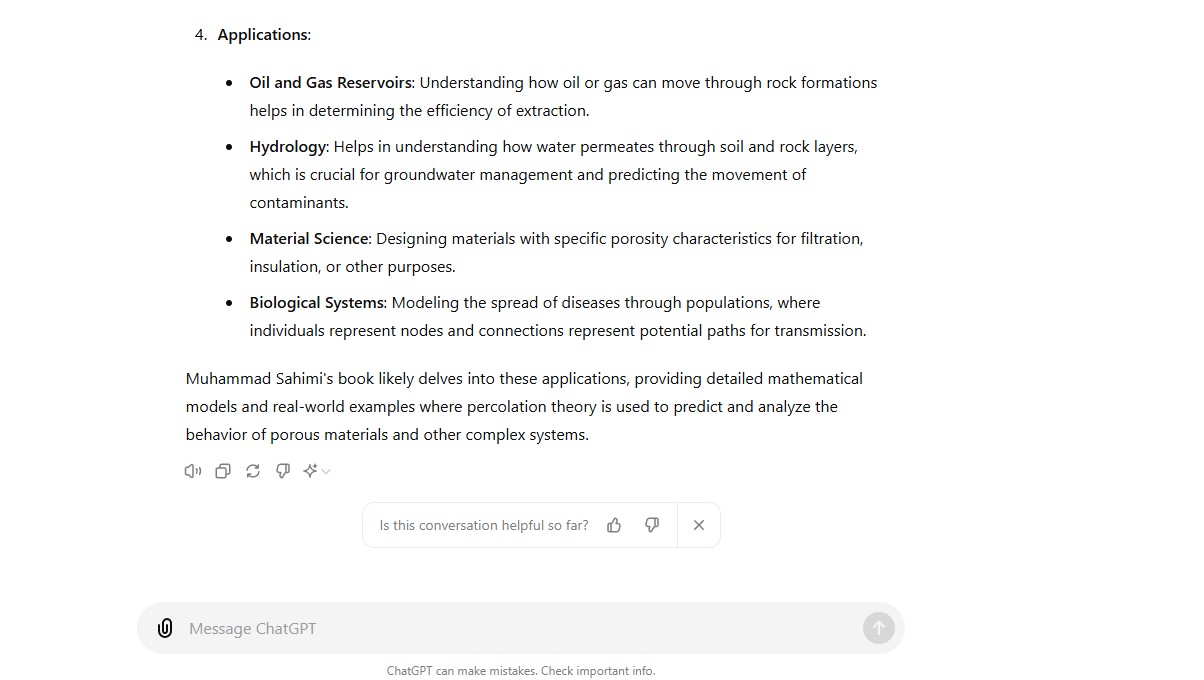 4. Applications:
• Oil and Gas Reservoirs: Understanding how oil or gas can move through rock formations
helps in determining the efficiency of extraction.
• Hydrology: Helps in understanding how water permeates through soil and rock layers,
which is crucial for groundwater management and predicting the movement of
contaminants.
• Material Science: Designing materials with specific porosity characteristics for filtration,
insulation, or other purposes.
• Biological Systems: Modeling the spread of diseases through populations, where
individuals represent nodes and connections represent potential paths for transmission.
Muhammad Sahimi's book likely delves into these applications, providing detailed mathematical
models and real-world examples where percolation theory is used to predict and analyze the
behavior of porous materials and other complex systems.
Is this conversation helpful so far?
Message ChatGPT
ChatGPT can make mistakes. Check important info.